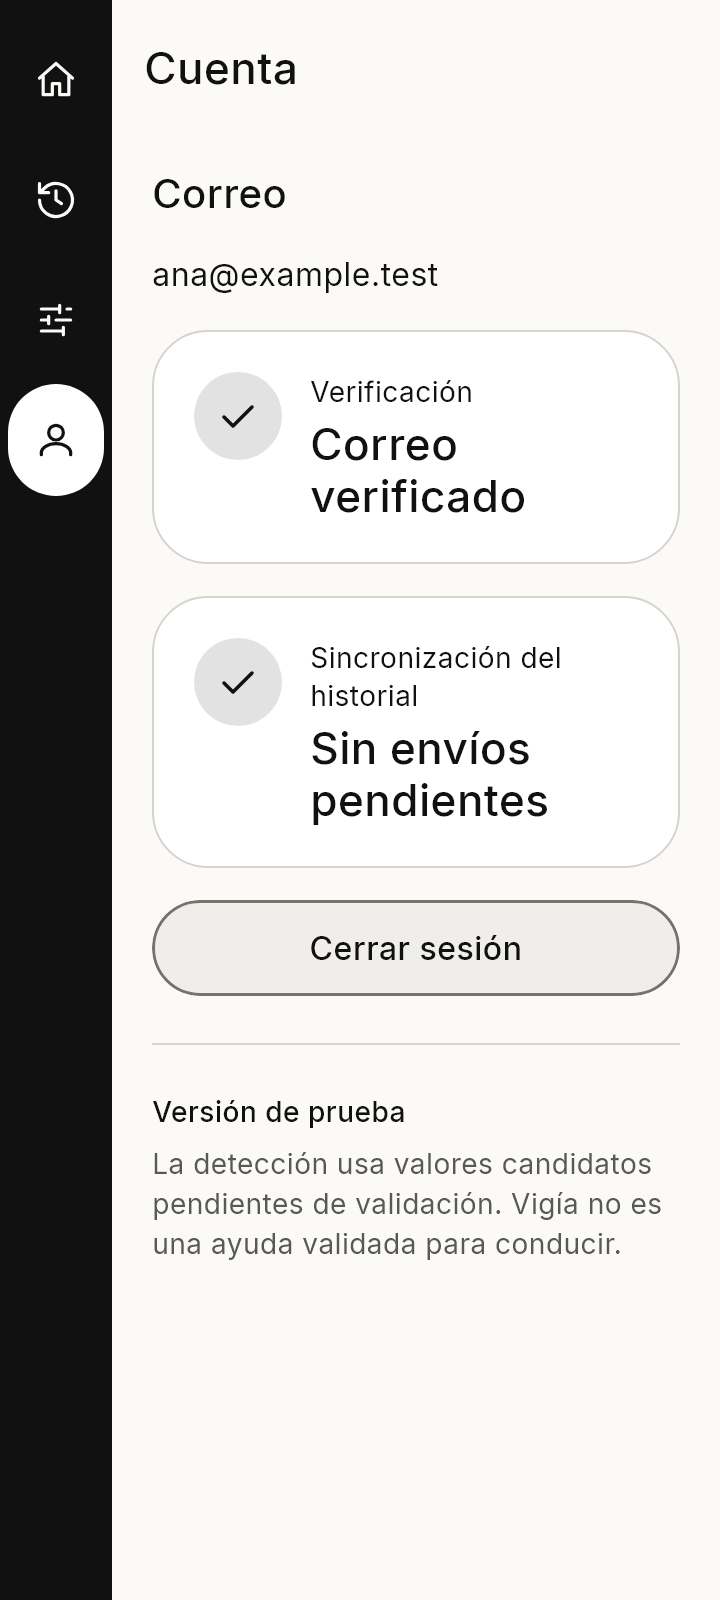 Cuenta
Correo
ana@example.test
Verificación
Correo
verificado
Sincronización del
historial
Sin envíos
pendientes
Cerrar sesión
Versión de prueba
La detección usa valores candidatos
pendientes de validación. Vigía no es
una ayuda validada para conducir.